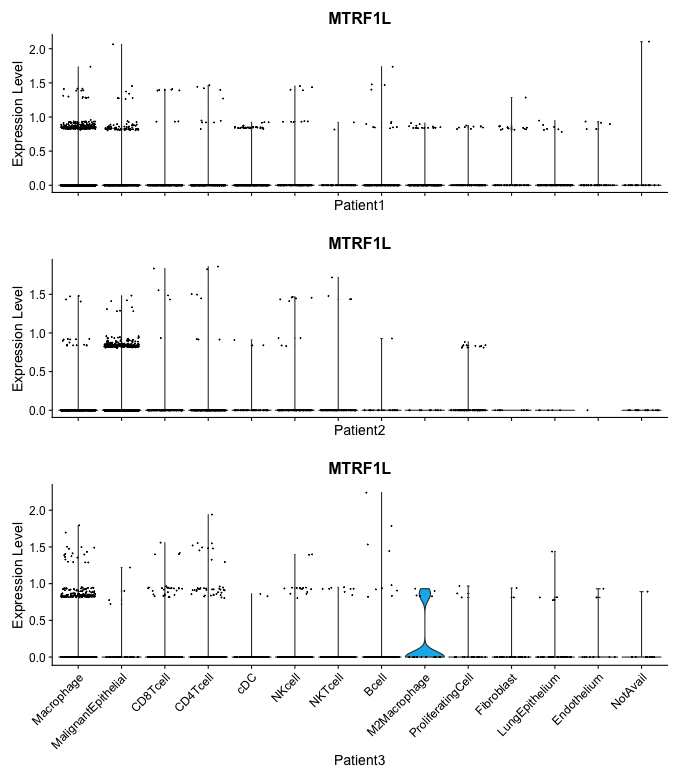 MTRF1L
Expression Level
2.0
1.5
1.0
0.5
0.0
Patient1
MTRF1L
Expression Level
1.5
1.0
0.5
0.0
Patient2
MTRF1L
Expression Level
2.0
1.5
1.0
0.5
0.0
Macrophage
MalignantEpithelial
CD8Tcell
CD4Tcell
cDC
NKcell
NKTcell
Bcell
M2Macrophage
ProliferatingCell
Fibroblast
LungEpithelium
Endothelium
NotAvail
Patient3